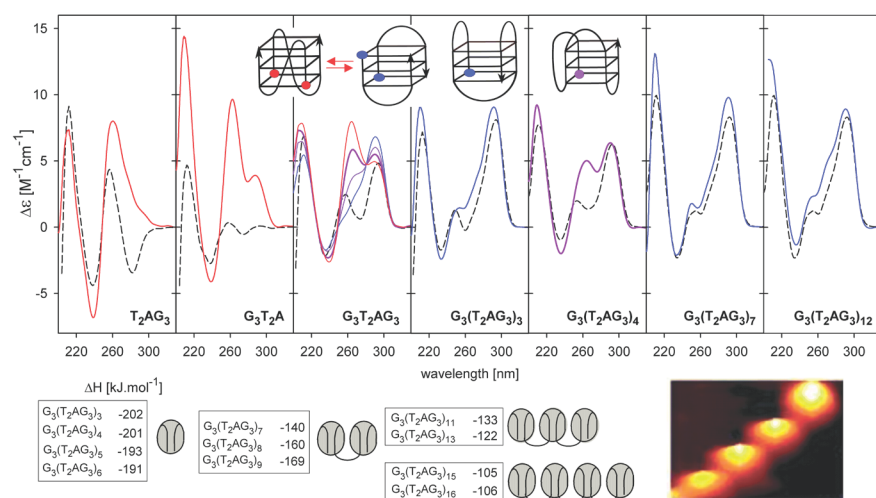 15
10
5
0
-5
Δε [M⁻¹cm⁻¹]
T₂AG₃
G₃T₂A
G₃T₂AG₃
G₃(T₂AG₃)₃
G₃(T₂AG₃)₄
G₃(T₂AG₃)₇
G₃(T₂AG₃)₁₂
220 260 300 220 260 300 220 260 300 220 260 300 220 260 300 220 260 300 220 260 300
wavelength [nm]
ΔH [kJ.mol⁻¹]
G₃(T₂AG₃)₃ -202
G₃(T₂AG₃)₄ -201
G₃(T₂AG₃)₅ -193
G₃(T₂AG₃)₆ -191
G₃(T₂AG₃)₇ -140
G₃(T₂AG₃)₈ -160
G₃(T₂AG₃)₉ -169
G₃(T₂AG₃)₁₁ -133
G₃(T₂AG₃)₁₃ -122
G₃(T₂AG₃)₁₅ -105
G₃(T₂AG₃)₁₆ -106